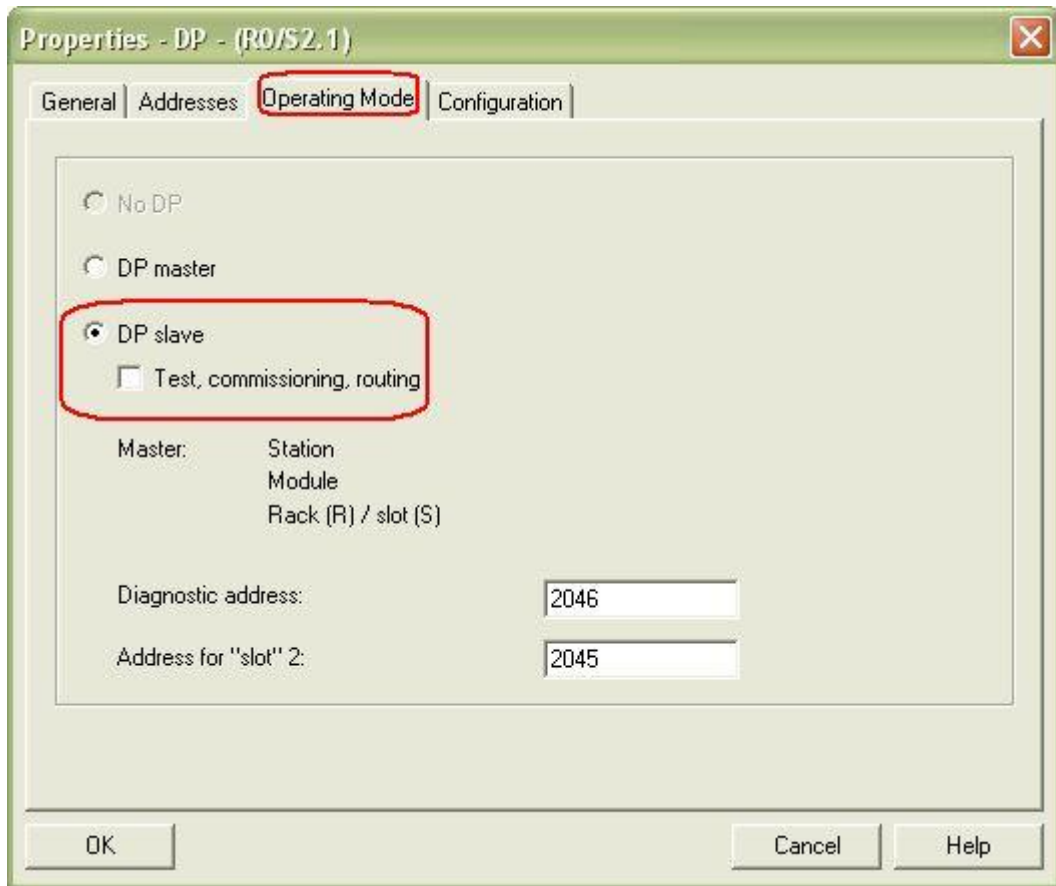 Properties - DP - (R0/S2.1)
General Addresses Operating Mode Configuration
No DP
DP master
DP slave
Test, commissioning, routing
Master: Station
Module
Rack (R) / slot (S)
Diagnostic address: 2046
Address for "slot" 2: 2045
OK Cancel Help